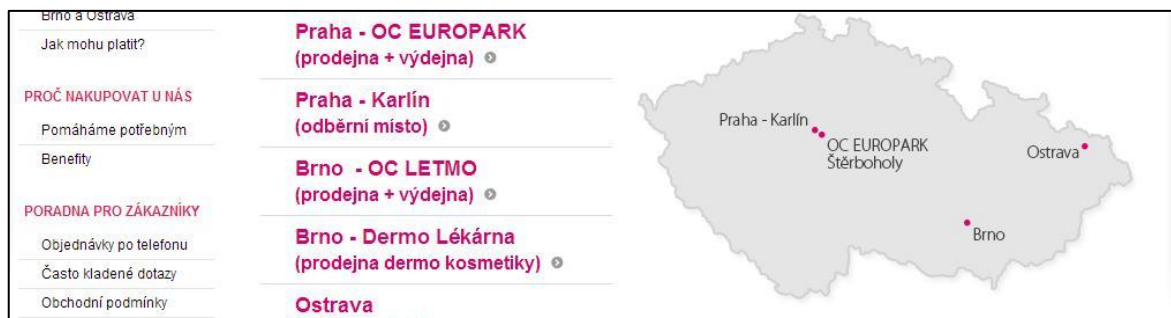 Brno a Ostrava
Jak mohu platit?
PROČ NAKUPOVAT U NÁS
Pomáháme potřebným
Benefity
PORADNA PRO ZÁKAZNÍKY
Objednávky po telefonu
Často kladené dotazy
Obchodní podmínky
Praha - OC EUROPARK
(prodejna + výdejna)
Praha - Karlín
(odběrní místo)
Brno - OC LETMO
(prodejna + výdejna)
Brno - Dermo Lékárna
(prodejna dermo kosmetiky)
Ostrava
Praha - Karlín
OC EUROPARK
Štěrboholy
Ostrava
Brno